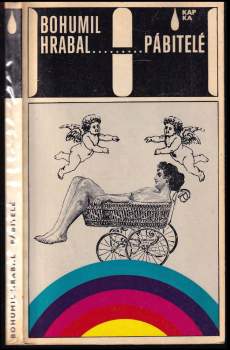 BOHUMIL
HRABAL..........PÁBITELÉ
KAP
KA
BOHUMIL HRABAL PÁBITELÉ